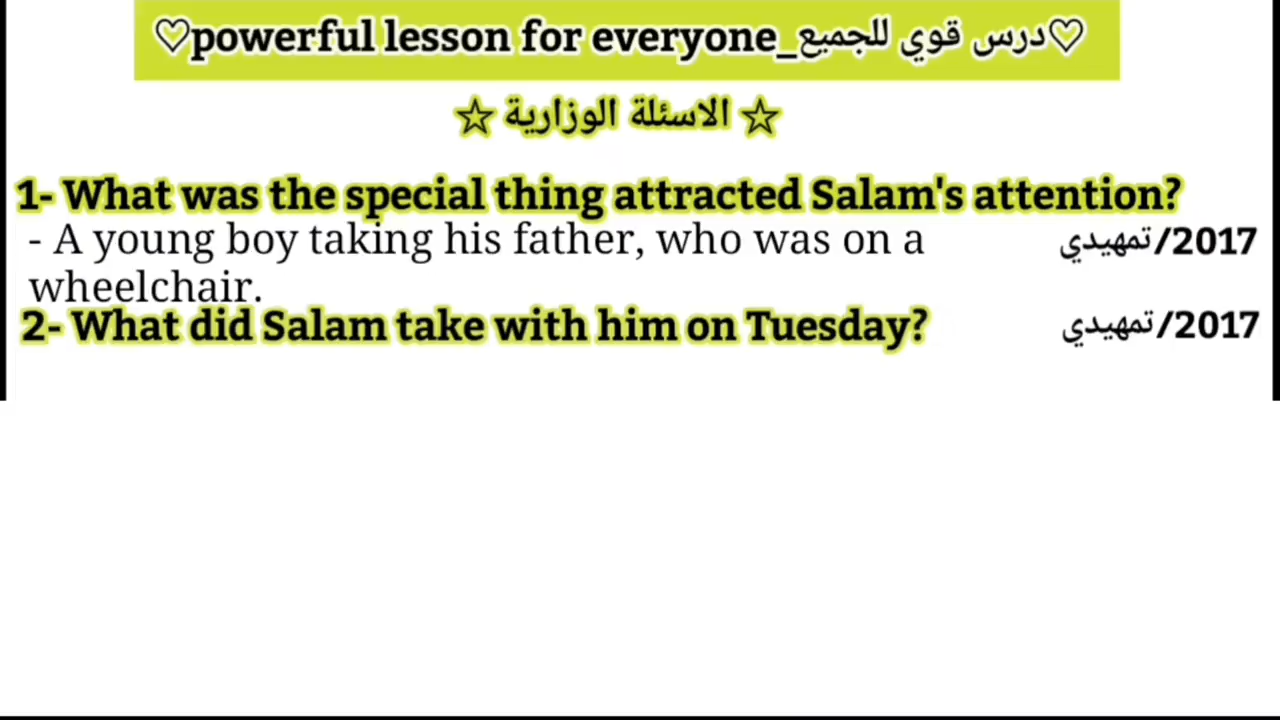 ♡powerful lesson for everyone_درس قوي للجميع♡
☆ الاسئلة الوزارية ☆
1- What was the special thing attracted Salam's attention?
- A young boy taking his father, who was on a 2017/تمهيدي
wheelchair.
2- What did Salam take with him on Tuesday? 2017/تمهيدي